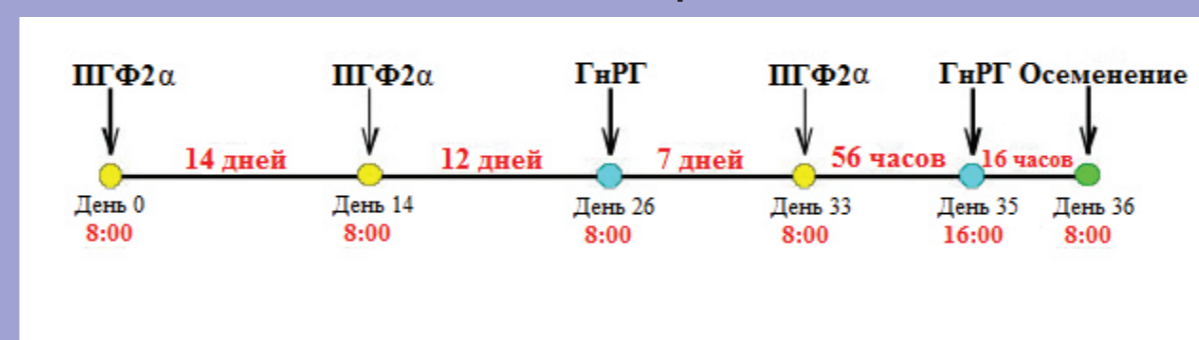 ПГФ2α ПГФ2α ГнРГ ПГФ2α ГнРГ Осеменение
14 дней 12 дней 7 дней 56 часов 16 часов
День 0 День 14 День 26 День 33 День 35 День 36
8:00 8:00 8:00 8:00 16:00 8:00